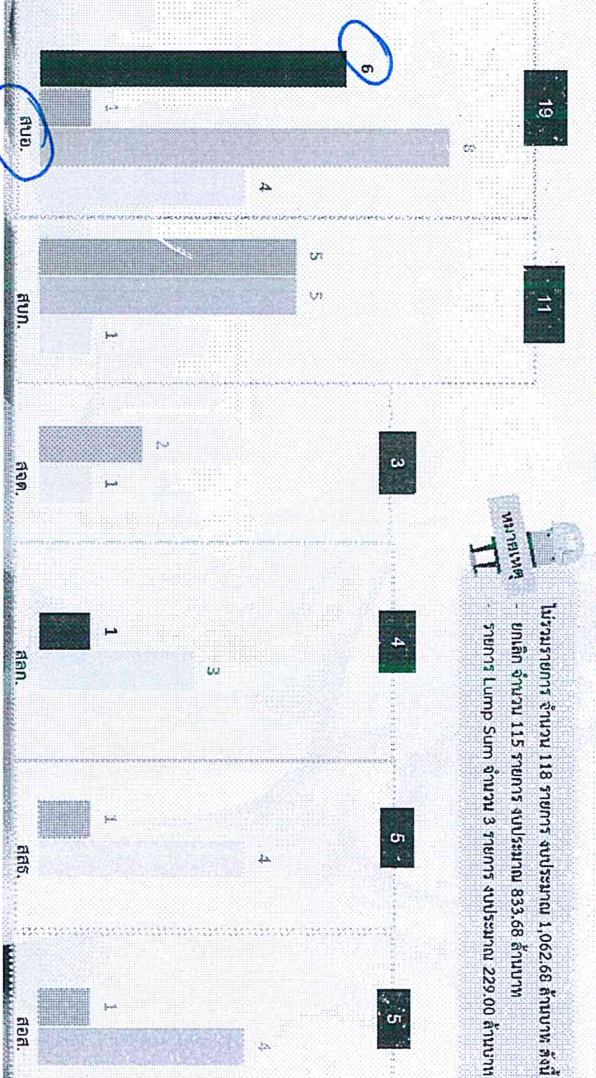 19
11
3
4
5
5
6
1
8
4
5
5
1
2
1
1
3
1
4
1
4
สบอ.
สบก.
สจด.
สลก.
สสธ.
สอส.
หมายเหตุ
ไม่รวมรายการ จำนวน 118 รายการ งบประมาณ 1,062.68 ล้านบาท ดังนี้
- ยกเลิก จำนวน 115 รายการ งบประมาณ 833.68 ล้านบาท
- รายการ Lump Sum จำนวน 3 รายการ งบประมาณ 229.00 ล้านบาท